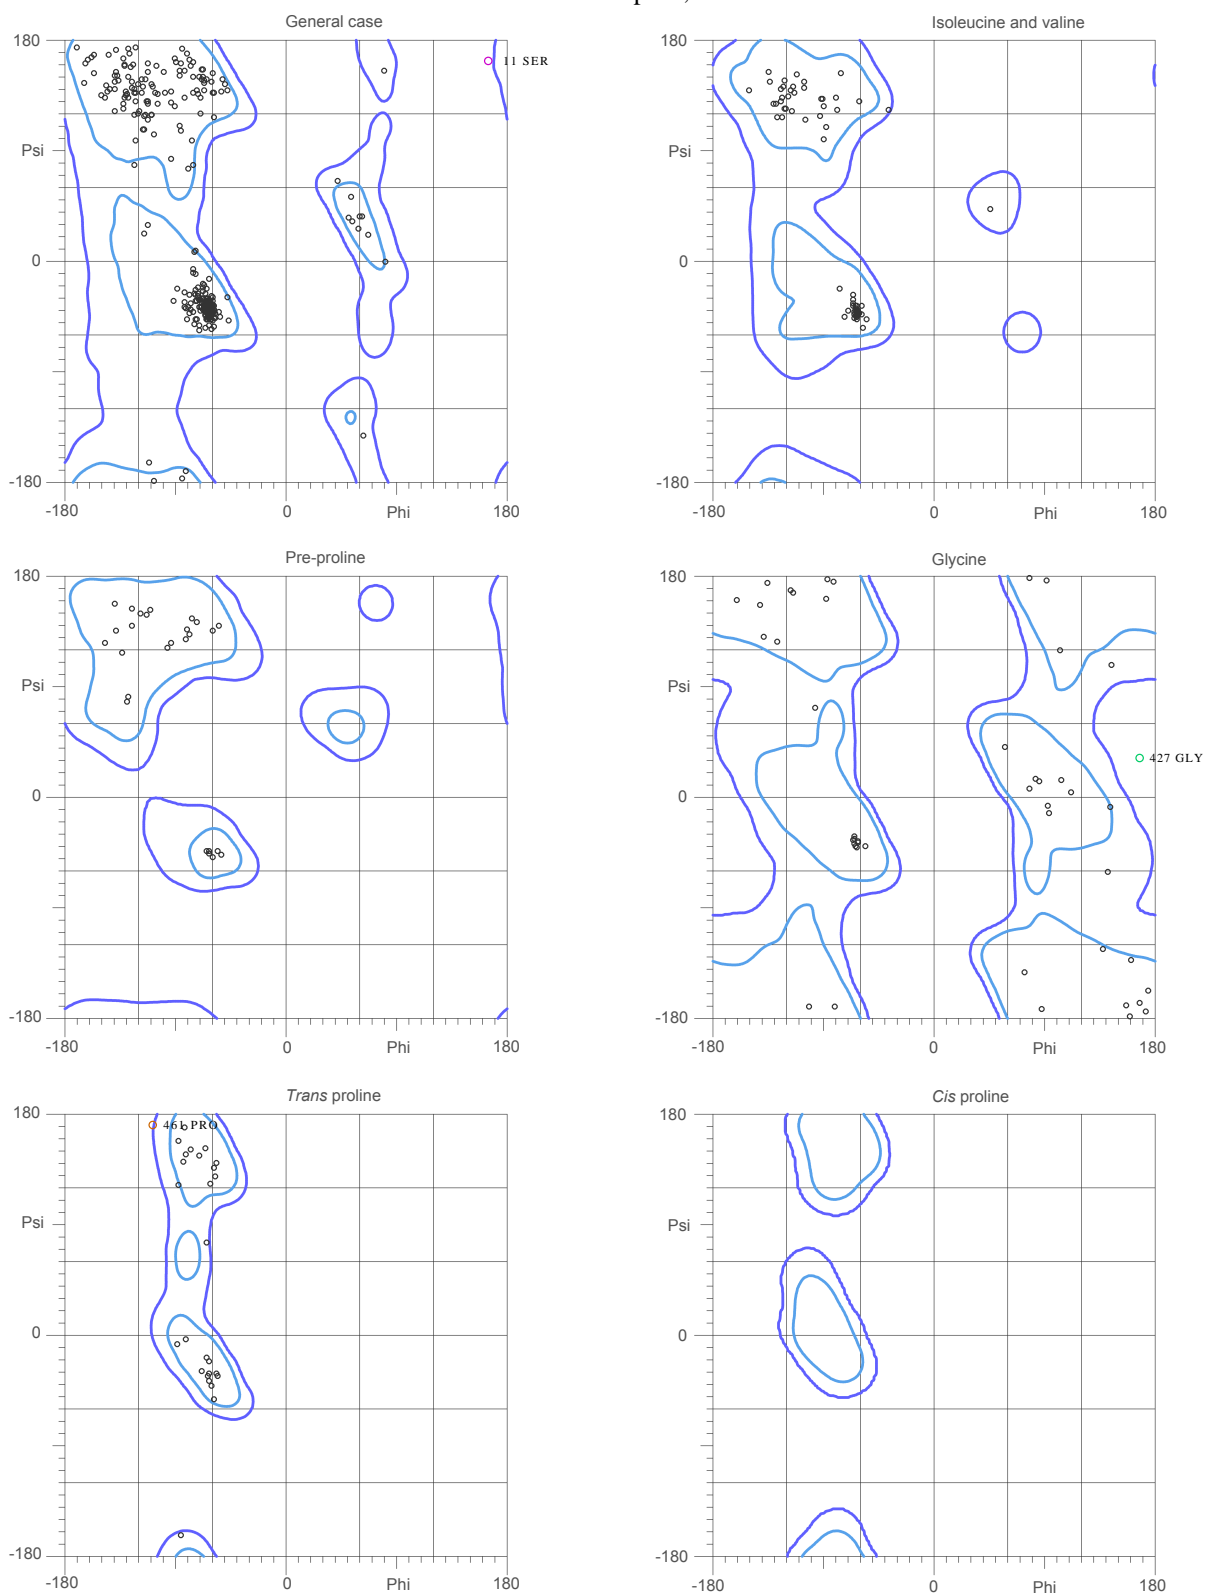 General case
180
11 SER
Psi
0
-180
-180
0
Phi
180
Isoleucine and valine
180
Psi
0
-180
-180
0
Phi
180
Pre-proline
180
Psi
0
-180
-180
0
Phi
180
Glycine
180
Psi
427 GLY
0
-180
-180
0
Phi
180
Trans proline
180
461 PRO
Psi
0
-180
-180
0
Phi
180
Cis proline
180
Psi
0
-180
-180
0
Phi
180